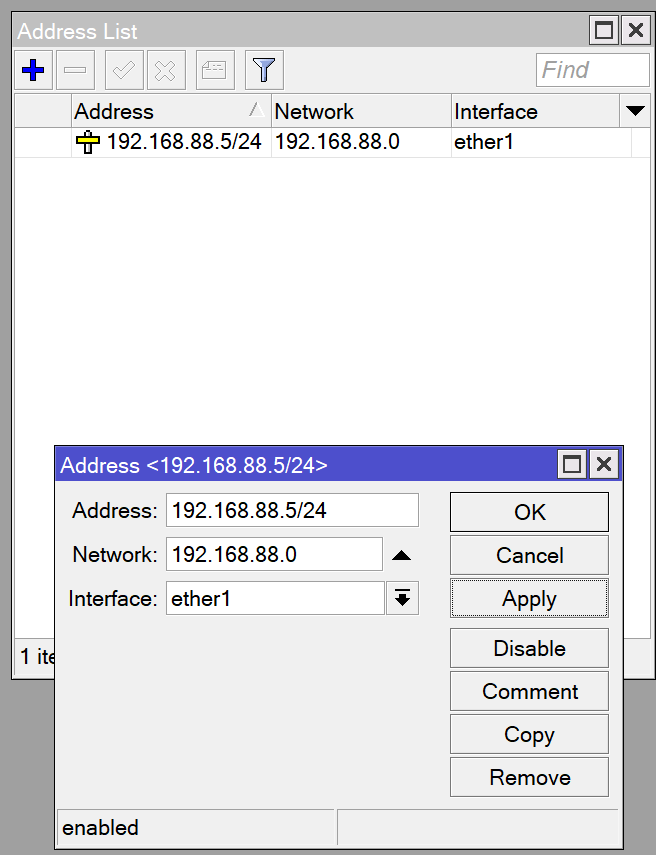 Address List
Find
Address Network Interface
192.168.88.5/24 192.168.88.0 ether1
1 ite
Address <192.168.88.5/24>
Address: 192.168.88.5/24 OK
Network: 192.168.88.0 Cancel
Interface: ether1 Apply
Disable
Comment
Copy
Remove
enabled